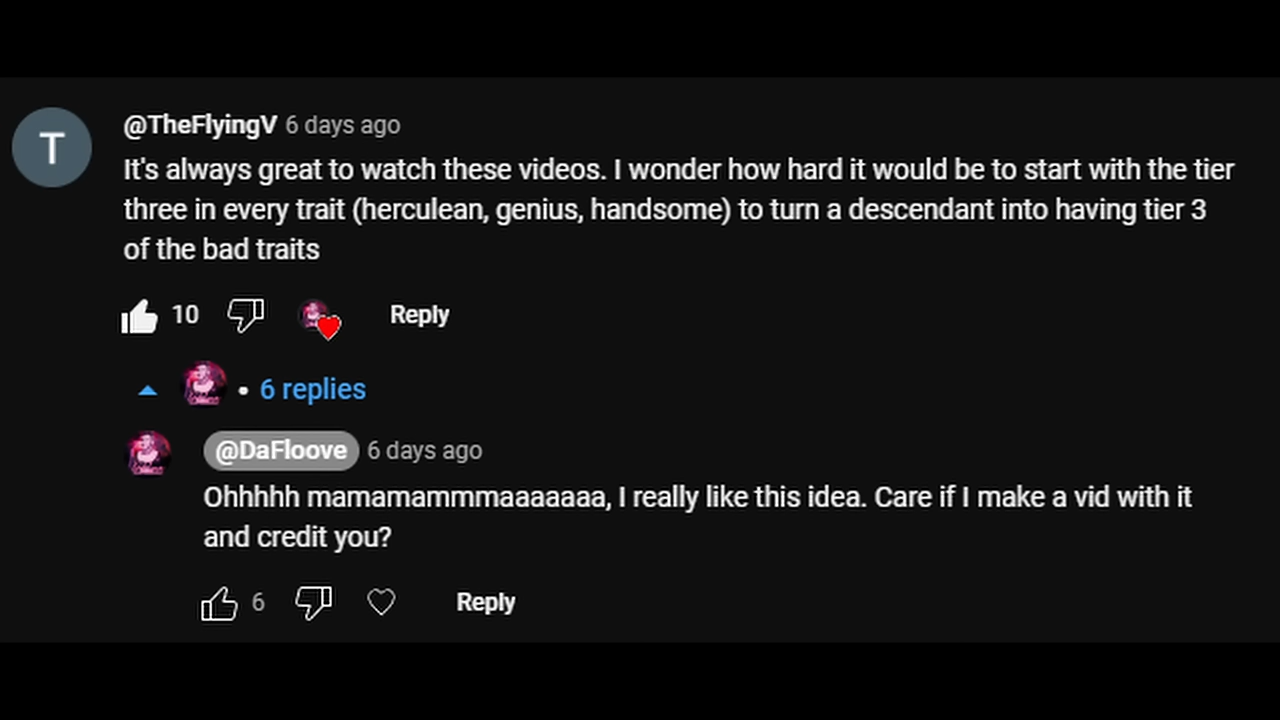 T
@TheFlyingV 6 days ago
It's always great to watch these videos. I wonder how hard it would be to start with the tier
three in every trait (herculean, genius, handsome) to turn a descendant into having tier 3
of the bad traits
10 Reply
• 6 replies
@DaFloove 6 days ago
Ohhhhh mamamammmaaaaaaa, I really like this idea. Care if I make a vid with it
and credit you?
6 Reply